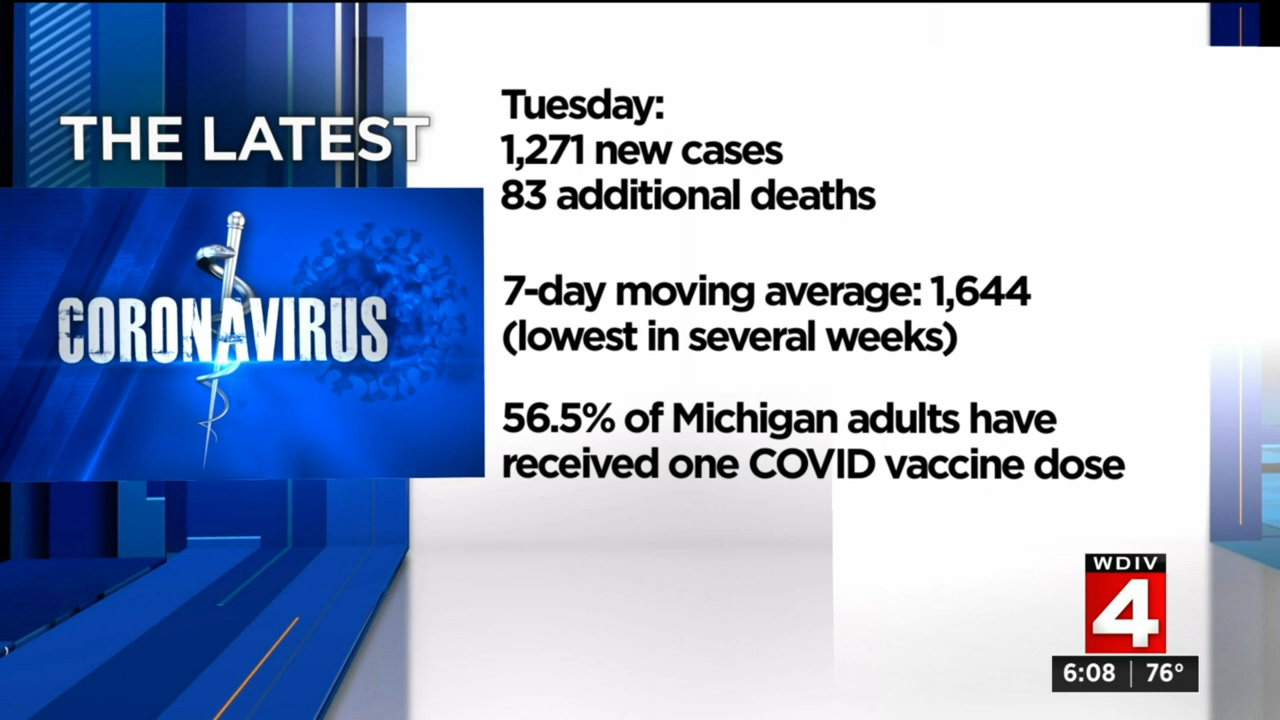 THE LATEST
CORONAVIRUS
Tuesday:
1,271 new cases
83 additional deaths
7-day moving average: 1,644
(lowest in several weeks)
56.5% of Michigan adults have
received one COVID vaccine dose
WDIV
4
6:08 | 76°